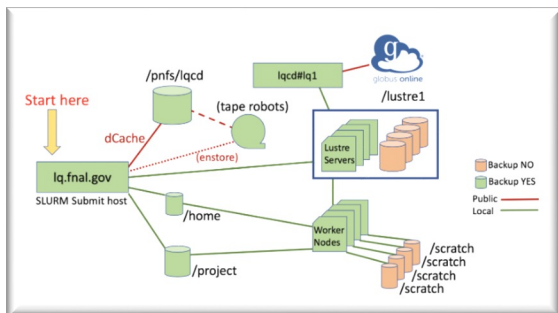 /pnfs/lqcd
lqcd#lq1
g
globus online
Start here
(tape robots)
/lustre1
dCache
(enstore)
Lustre
Servers
lq.fnal.gov
SLURM Submit host
Backup NO
Backup YES
Public
Local
/home
Worker
Nodes
/project
/scratch
/scratch
/scratch
/scratch